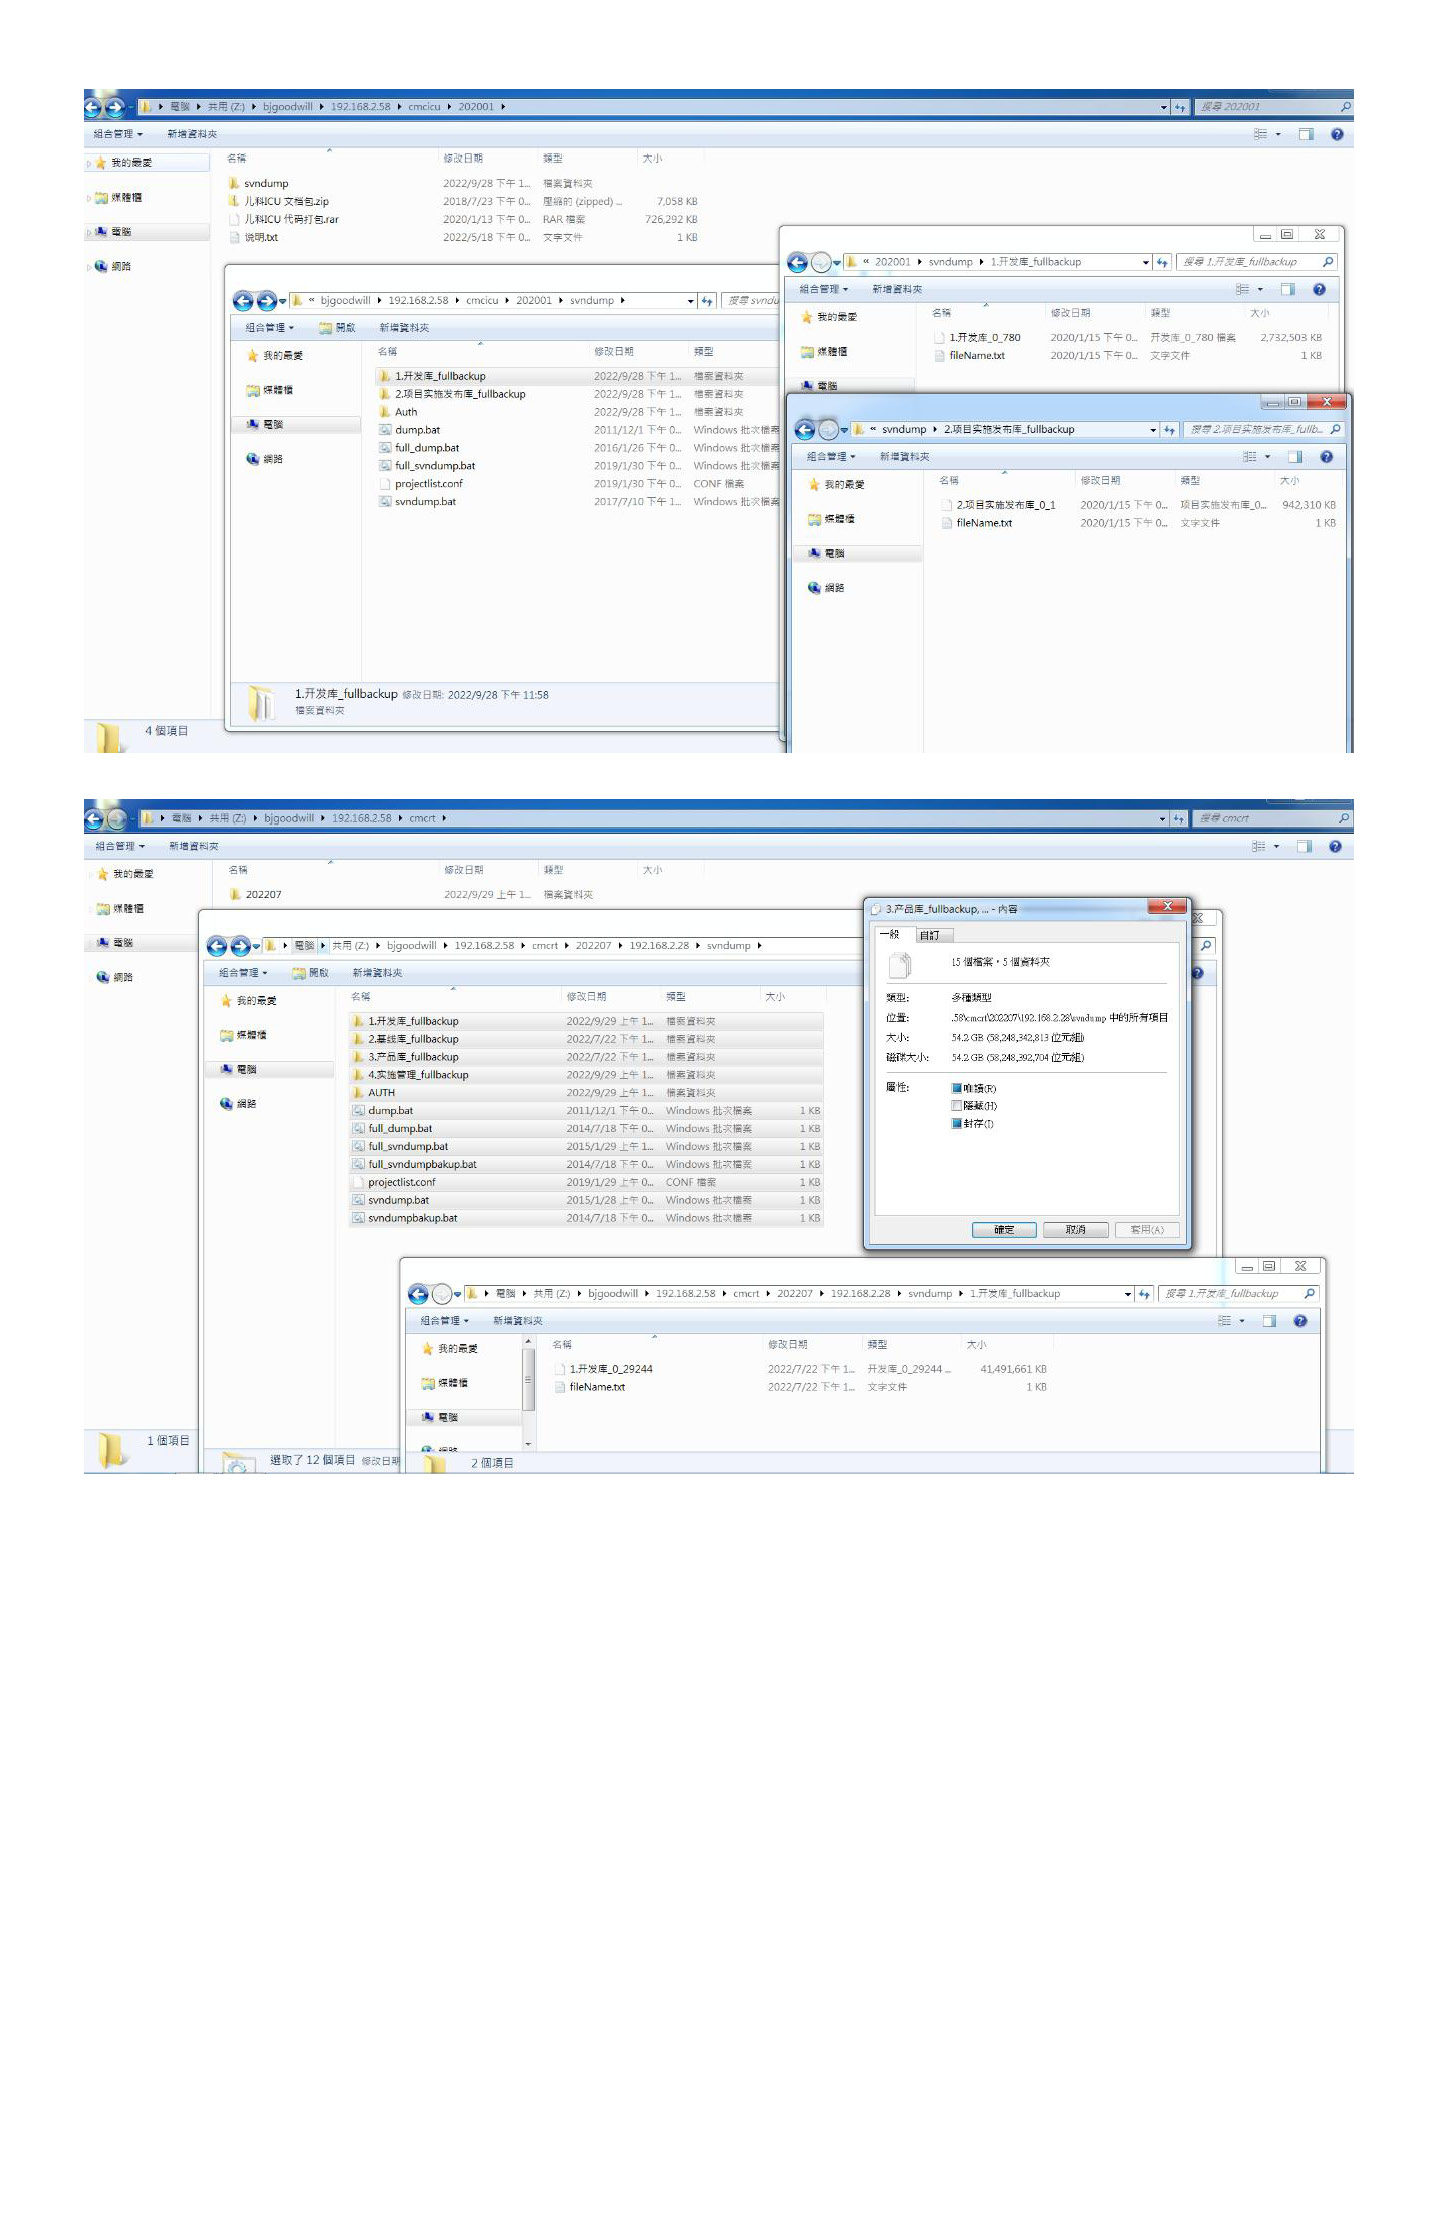 電腦 ▸ 共用 (Z:) ▸ bjgoodwill ▸ 192.168.2.58 ▸ cmcicu ▸ 202001 ▸ 搜尋 202001
組合管理 新增資料夾
我的最愛
媒體櫃
電腦
網路
名稱 修改日期 類型 大小
svndump 2022/9/28 下午 1... 檔案資料夾
儿科ICU 文档包.zip 2018/7/23 下午 0... 壓縮的 (zipped) ... 7,058 KB
儿科ICU 代码打包.rar 2020/1/13 下午 0... RAR 檔案 726,292 KB
说明.txt 2022/5/18 下午 0... 文字文件 1 KB
4 個項目
« bjgoodwill ▸ 192.168.2.58 ▸ cmcicu ▸ 202001 ▸ svndump ▸ 搜尋 svndu
組合管理 開啟 新增資料夾
我的最愛
媒體櫃
電腦
網路
名稱 修改日期 類型
1.开发库_fullbackup 2022/9/28 下午 1... 檔案資料夾
2.项目实施发布库_fullbackup 2022/9/28 下午 1... 檔案資料夾
Auth 2022/9/28 下午 1... 檔案資料夾
dump.bat 2011/12/1 下午 0... Windows 批次檔案
full_dump.bat 2016/1/26 下午 0... Windows 批次檔案
full_svndump.bat 2019/1/30 下午 0... Windows 批次檔案
projectlist.conf 2019/1/30 下午 0... CONF 檔案
svndump.bat 2017/7/10 下午 1... Windows 批次檔案
1.开发库_fullbackup 修改日期: 2022/9/28 下午 11:58
檔案資料夾
« 202001 ▸ svndump ▸ 1.开发库_fullbackup 搜尋 1.开发库_fullbackup
組合管理 新增資料夾
我的最愛
媒體櫃
電腦
名稱 修改日期 類型 大小
1.开发库_0_780 2020/1/15 下午 0... 开发库_0_780 檔案 2,732,503 KB
fileName.txt 2020/1/15 下午 0... 文字文件 1 KB
« svndump ▸ 2.项目实施发布库_fullbackup 搜尋 2.项目实施发布库_fullb...
組合管理 新增資料夾
我的最愛
媒體櫃
電腦
網路
名稱 修改日期 類型 大小
2.项目实施发布库_0_1 2020/1/15 下午 0... 项目实施发布库_0... 942,310 KB
fileName.txt 2020/1/15 下午 0... 文字文件 1 KB
電腦 ▸ 共用 (Z:) ▸ bjgoodwill ▸ 192.168.2.58 ▸ cmcrt ▸ 搜尋 cmcrt
組合管理 新增資料夾
我的最愛
媒體櫃
電腦
網路
名稱 修改日期 類型 大小
202207 2022/9/29 上午 1... 檔案資料夾
1 個項目
電腦 ▸ 共用 (Z:) ▸ bjgoodwill ▸ 192.168.2.58 ▸ cmcrt ▸ 202207 ▸ 192.168.2.28 ▸ svndump ▸
組合管理 開啟 新增資料夾
我的最愛
媒體櫃
電腦
網路
名稱 修改日期 類型 大小
1.开发库_fullbackup 2022/9/29 上午 1... 檔案資料夾
2.基线库_fullbackup 2022/7/22 下午 1... 檔案資料夾
3.产品库_fullbackup 2022/7/22 下午 1... 檔案資料夾
4.实施管理_fullbackup 2022/9/29 上午 1... 檔案資料夾
AUTH 2022/9/29 上午 1... 檔案資料夾
dump.bat 2011/12/1 下午 0... Windows 批次檔案 1 KB
full_dump.bat 2014/7/18 下午 0... Windows 批次檔案 1 KB
full_svndump.bat 2015/1/29 上午 1... Windows 批次檔案 1 KB
full_svndumpbakup.bat 2014/7/18 下午 0... Windows 批次檔案 1 KB
projectlist.conf 2019/1/29 上午 0... CONF 檔案 1 KB
svndump.bat 2015/1/28 上午 1... Windows 批次檔案 1 KB
svndumpbakup.bat 2014/7/18 下午 0... Windows 批次檔案 1 KB
選取了 12 個項目 修改日期
3.产品库_fullbackup, ... - 內容
一般 自訂
15 個檔案，5 個資料夾
類型: 多種類型
位置: .58\cmcrt\202207\192.168.2.28\svndump 中的所有項目
大小: 54.2 GB (58,248,342,813 位元組)
磁碟大小: 54.2 GB (58,248,392,704 位元組)
屬性: 唯讀(R)
隱藏(H)
封存(I)
確定 取消 套用(A)
電腦 ▸ 共用 (Z:) ▸ bjgoodwill ▸ 192.168.2.58 ▸ cmcrt ▸ 202207 ▸ 192.168.2.28 ▸ svndump ▸ 1.开发库_fullbackup 搜尋 1.开发库_fullbackup
組合管理 新增資料夾
我的最愛
媒體櫃
電腦
網路
名稱 修改日期 類型 大小
1.开发库_0_29244 2022/7/22 下午 1... 开发库_0_29244 ... 41,491,661 KB
fileName.txt 2022/7/22 下午 1... 文字文件 1 KB
2 個項目